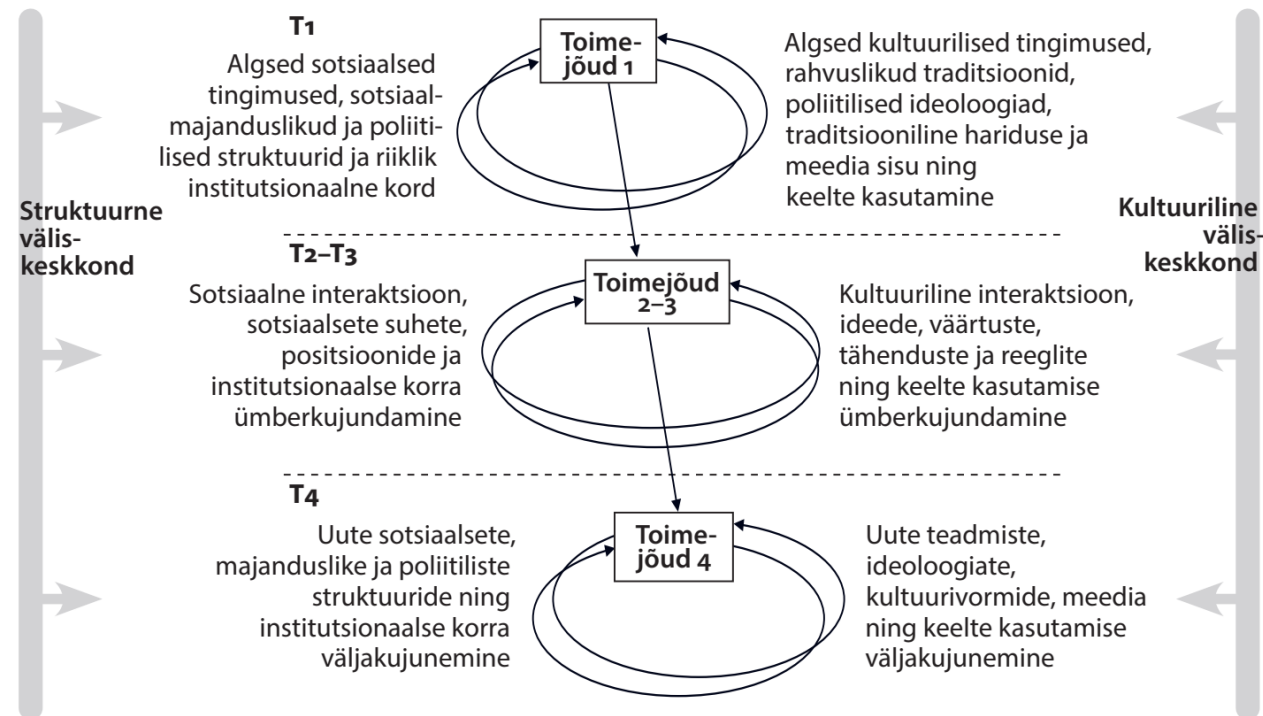 T1
Algsed sotsiaalsed
tingimused, sotsiaal-
majanduslikud ja poliiti-
lised struktuurid ja riiklik
institutsionaalne kord
Toime-
jõud 1
Algsed kultuurilised tingimused,
rahvuslikud traditsioonid,
poliitilised ideoloogiad,
traditsiooniline hariduse ja
meedia sisu ning
keelte kasutamine
Struktuurne
välis-
keskkond
Kultuuriline
välis-
keskkond
T2–T3
Sotsiaalne interaktsioon,
sotsiaalsete suhete,
positsioonide ja
institutsionaalse korra
ümberkujundamine
Toimejõud
2–3
Kultuuriline interaktsioon,
ideede, väärtuste,
tähenduste ja reeglite
ning keelte kasutamise
ümberkujundamine
T4
Uute sotsiaalsete,
majanduslike ja poliitiliste
struktuuride ning
institutsionaalse korra
väljakujunemine
Toime-
jõud 4
Uute teadmiste,
ideoloogiate,
kultuurivormide, meedia
ning keelte kasutamise
väljakujunemine